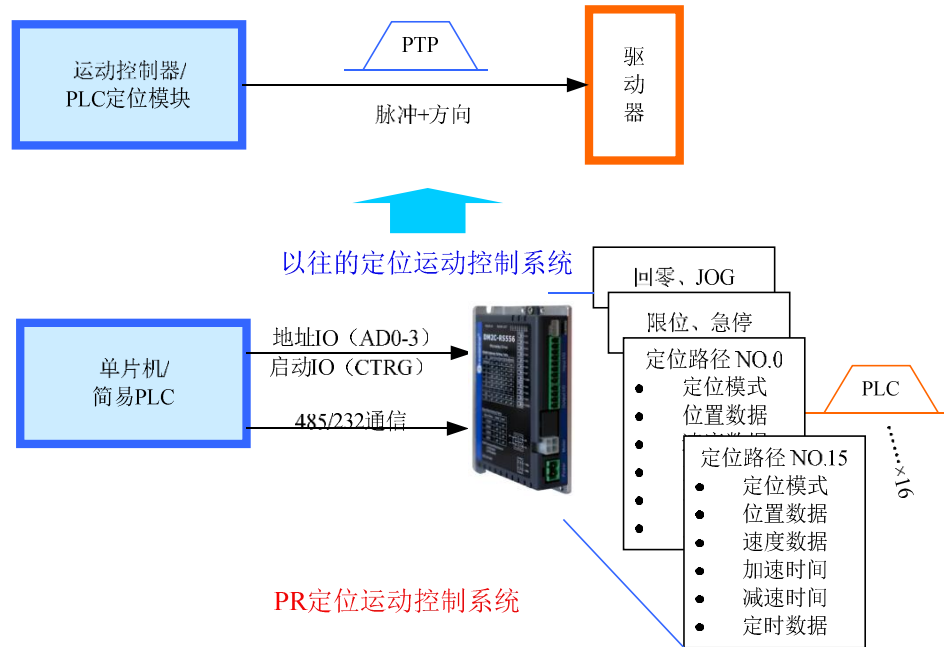 运动控制器/
PLC定位模块
PTP
脉冲+方向
驱
动
器
以往的定位运动控制系统
单片机/
简易PLC
地址IO（AD0-3）
启动IO（CTRG）
485/232通信
DM2C-RS556
回零、JOG
限位、急停
定位路径 NO.0
● 定位模式
● 位置数据
●
●
●
●
定位路径 NO.15
● 定位模式
● 位置数据
● 速度数据
● 加速时间
● 减速时间
● 定时数据
PLC
……×16
PR定位运动控制系统